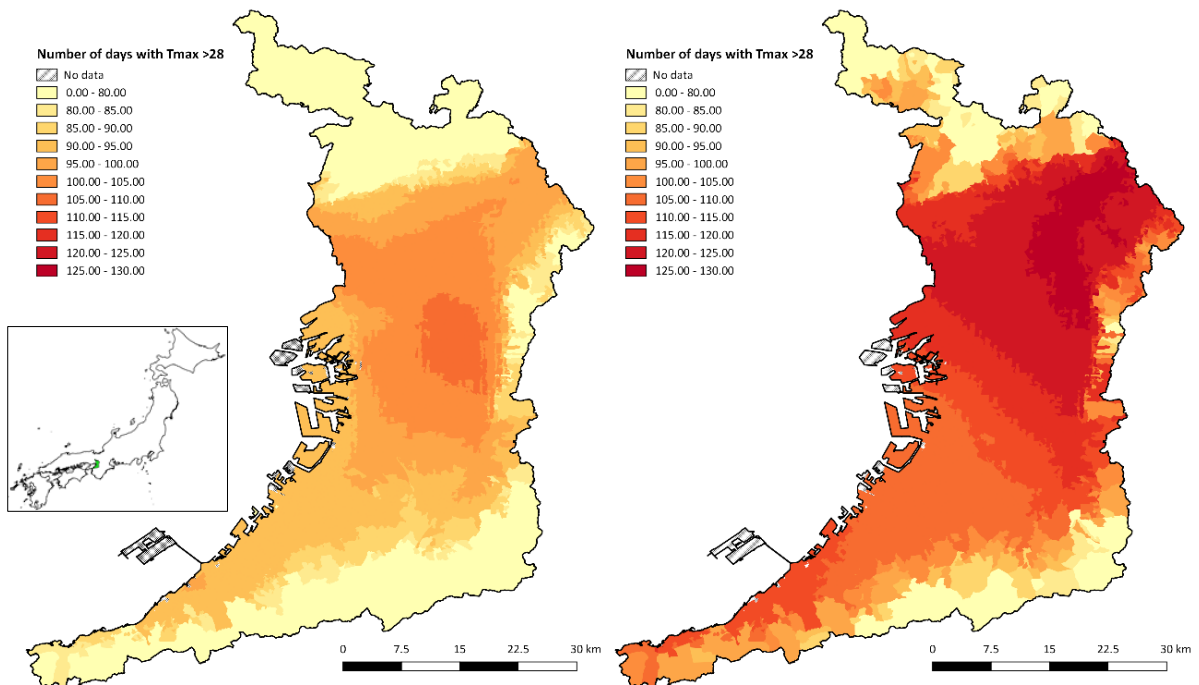 Number of days with Tmax >28
No data
0.00 - 80.00
80.00 - 85.00
85.00 - 90.00
90.00 - 95.00
95.00 - 100.00
100.00 - 105.00
105.00 - 110.00
110.00 - 115.00
115.00 - 120.00
120.00 - 125.00
125.00 - 130.00
0 7.5 15 22.5 30 km
Number of days with Tmax >28
No data
0.00 - 80.00
80.00 - 85.00
85.00 - 90.00
90.00 - 95.00
95.00 - 100.00
100.00 - 105.00
105.00 - 110.00
110.00 - 115.00
115.00 - 120.00
120.00 - 125.00
125.00 - 130.00
0 7.5 15 22.5 30 km